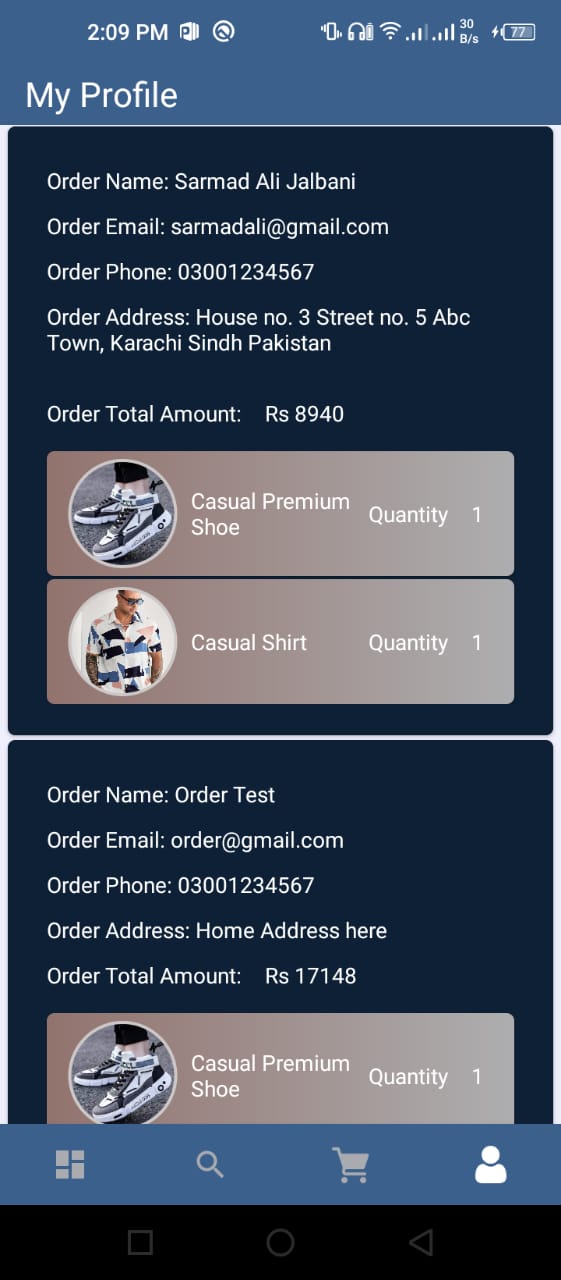 2:09 PM
30
B/s
77
My Profile
Order Name: Sarmad Ali Jalbani
Order Email: sarmadali@gmail.com
Order Phone: 03001234567
Order Address: House no. 3 Street no. 5 Abc
Town, Karachi Sindh Pakistan
Order Total Amount: Rs 8940
Casual Premium
Shoe
Quantity 1
Casual Shirt Quantity 1
Order Name: Order Test
Order Email: order@gmail.com
Order Phone: 03001234567
Order Address: Home Address here
Order Total Amount: Rs 17148
Casual Premium
Shoe
Quantity 1